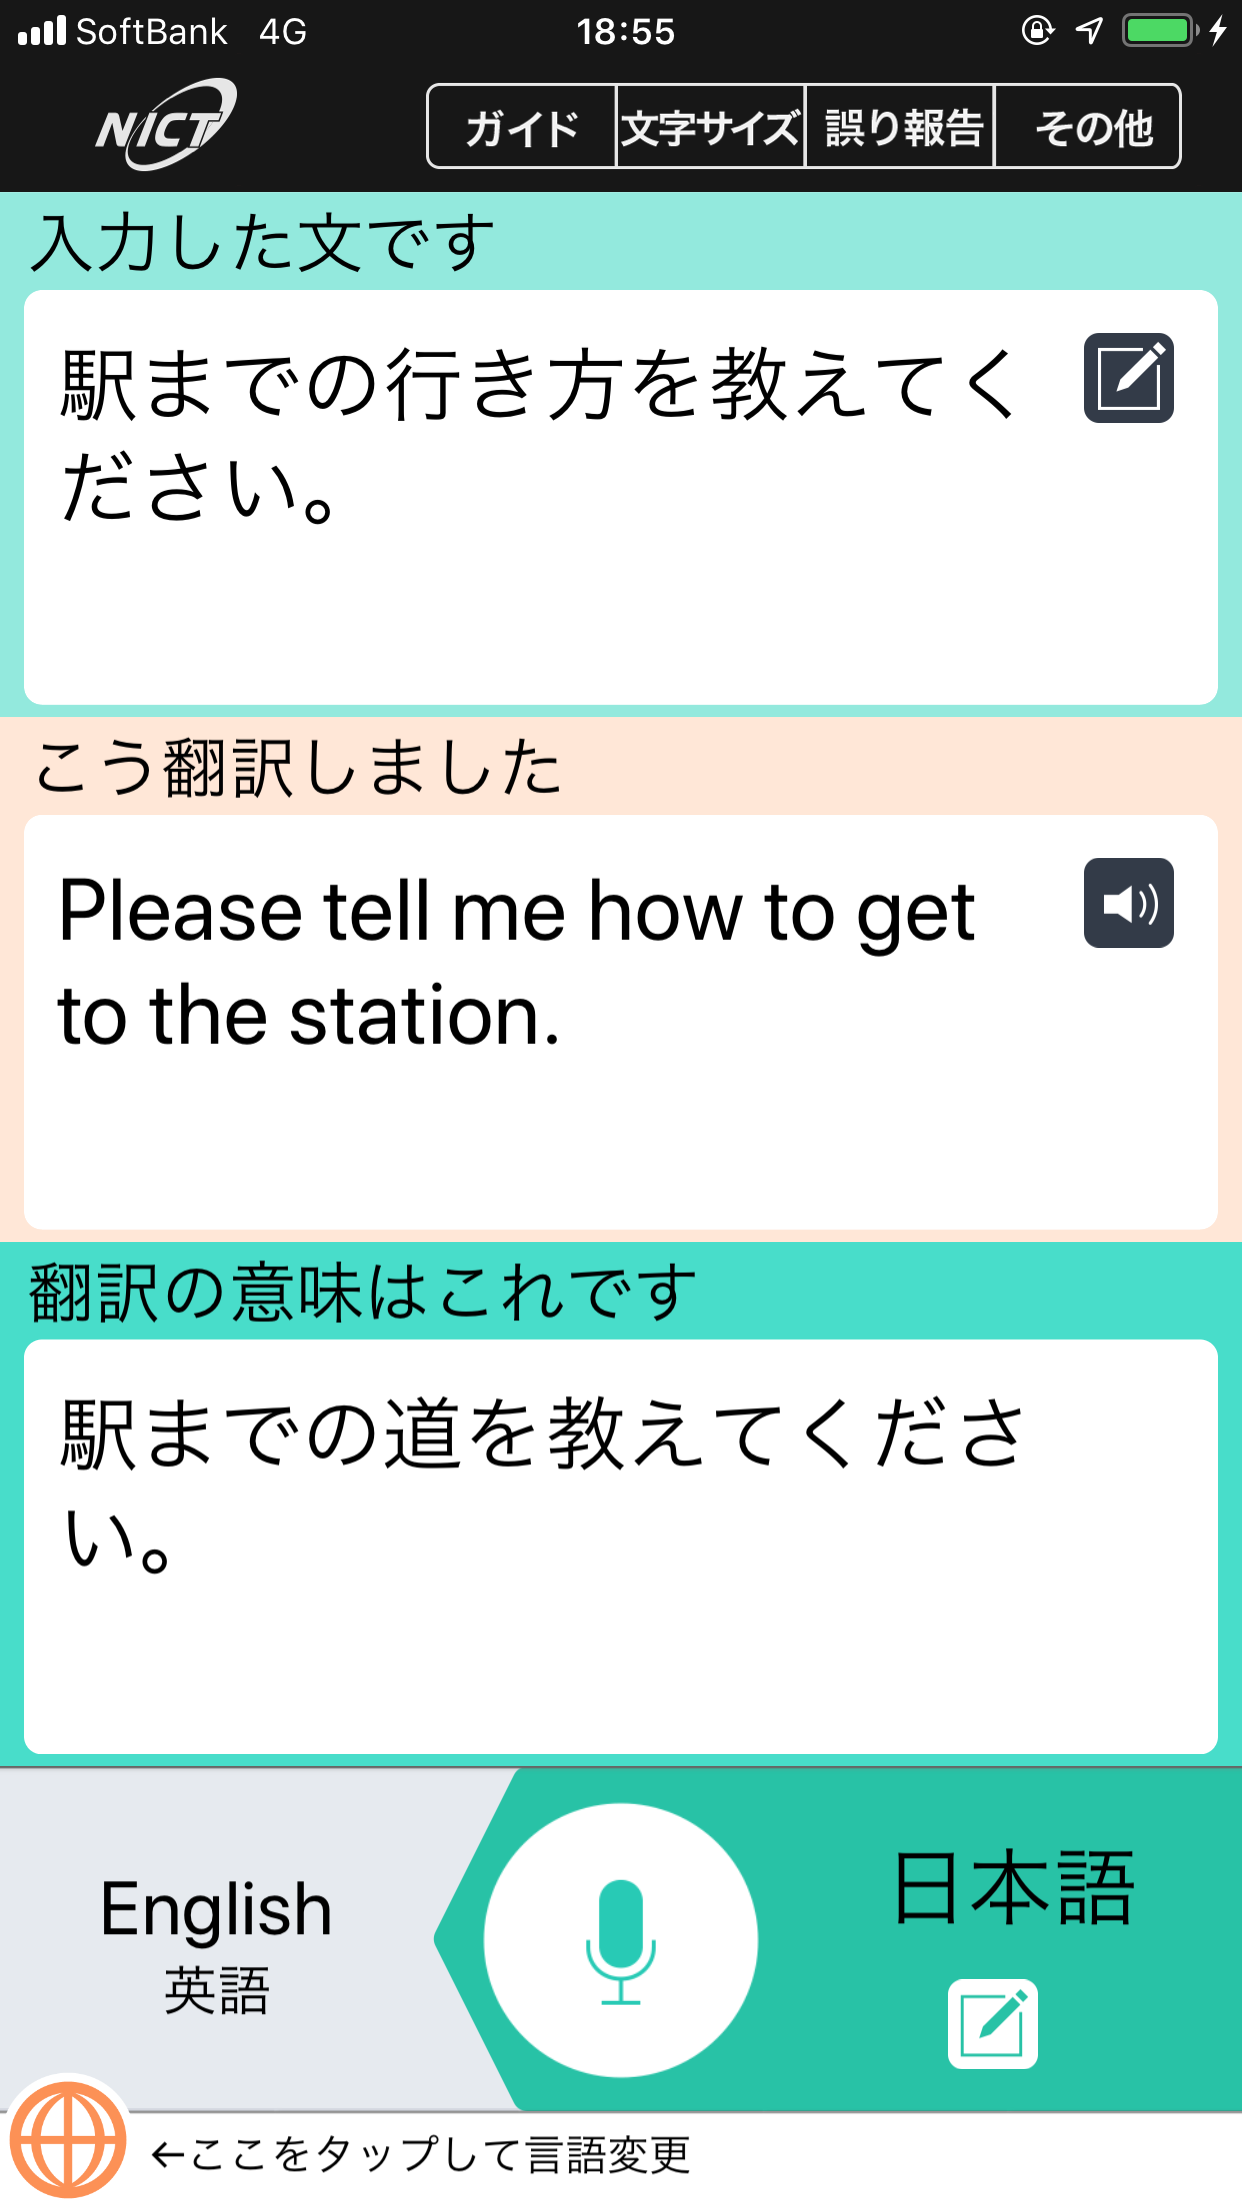 SoftBank 4G 18:55
NICT
ガイド 文字サイズ 誤り報告 その他
入力した文です
駅までの行き方を教えてく
ださい。
こう翻訳しました
Please tell me how to get
to the station.
翻訳の意味はこれです
駅までの道を教えてくださ
い。
English
英語
日本語
←ここをタップして言語変更